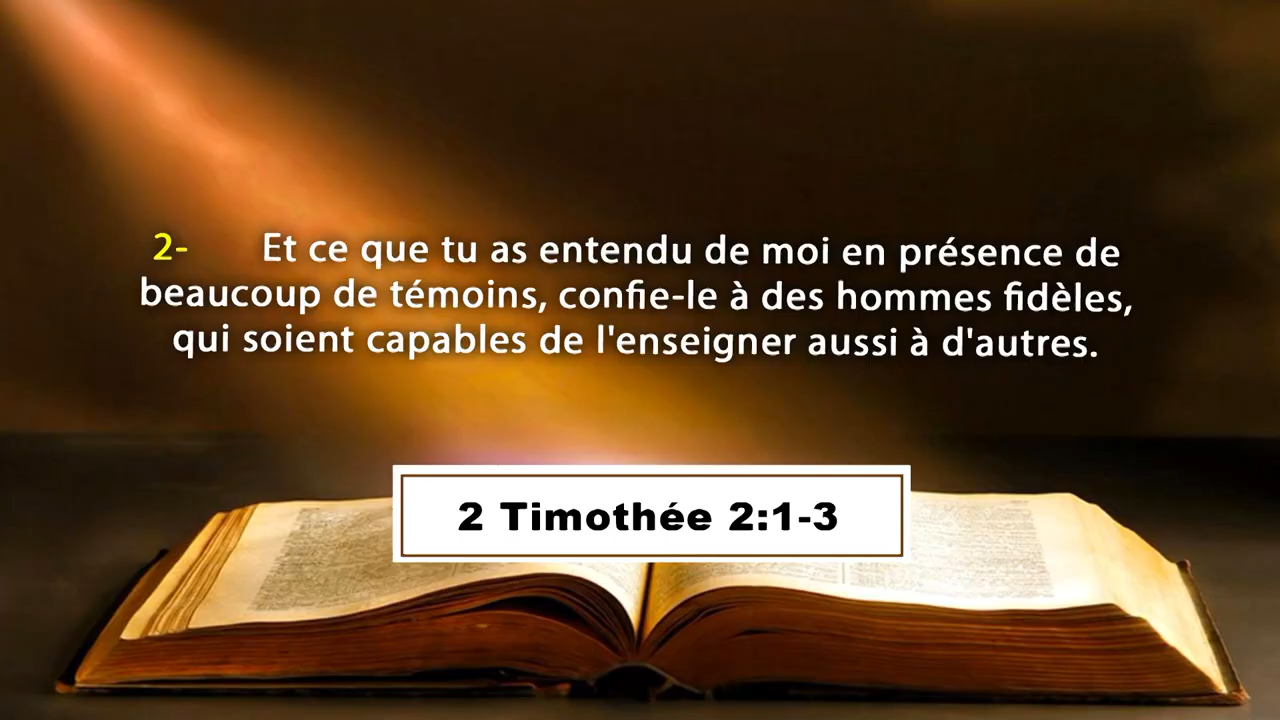 2- Et ce que tu as entendu de moi en présence de
beaucoup de témoins, confie-le à des hommes fidèles,
qui soient capables de l'enseigner aussi à d'autres.
2 Timothée 2:1-3